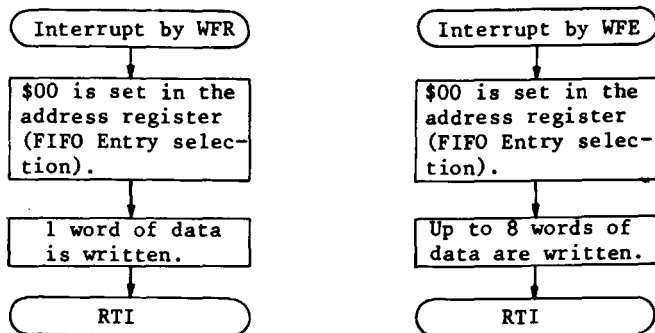 Interrupt by WFR
$00 is set in the
address register
(FIFO Entry selec-
tion).
1 word of data
is written.
RTI
Interrupt by WFE
$00 is set in the
address register
(FIFO Entry selec-
tion).
Up to 8 words of
data are written.
RTI